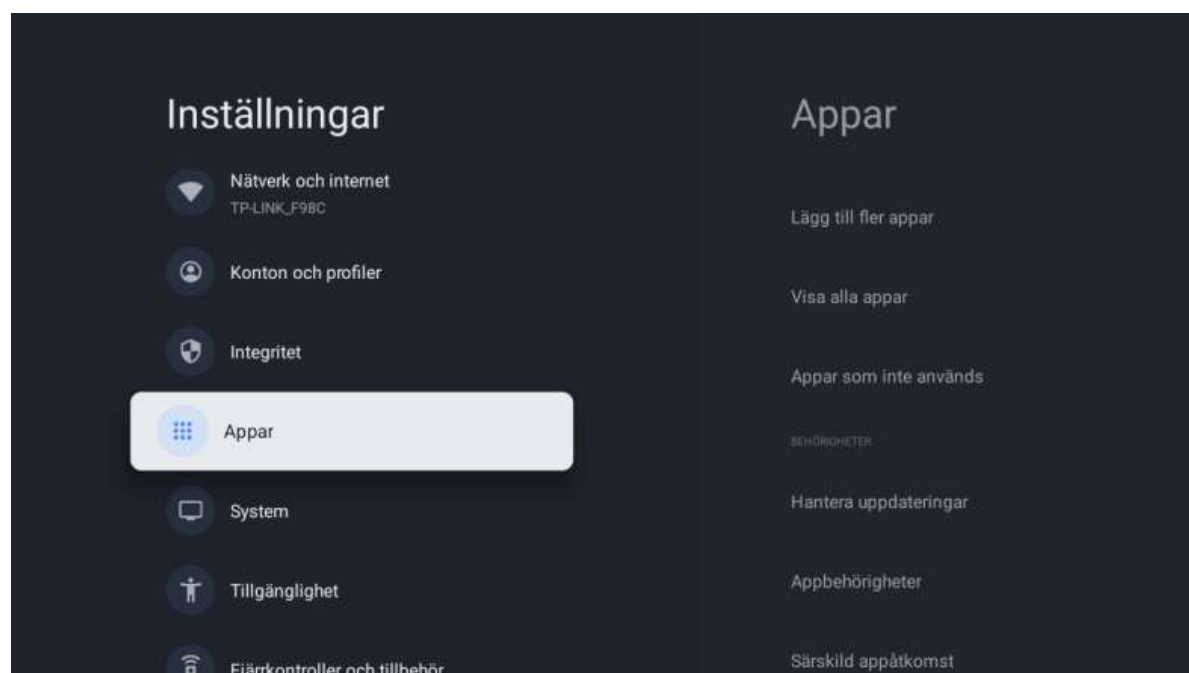 Inställningar
Nätverk och internet
TP-LINK_F9BC
Konton och profiler
Integritet
Appar
System
Tillgänglighet
Fjärrkontroller och tillbehör
Appar
Lägg till fler appar
Visa alla appar
Appar som inte används
BEHÖRIGHETER
Hantera uppdateringar
Appbehörigheter
Särskild appåtkomst